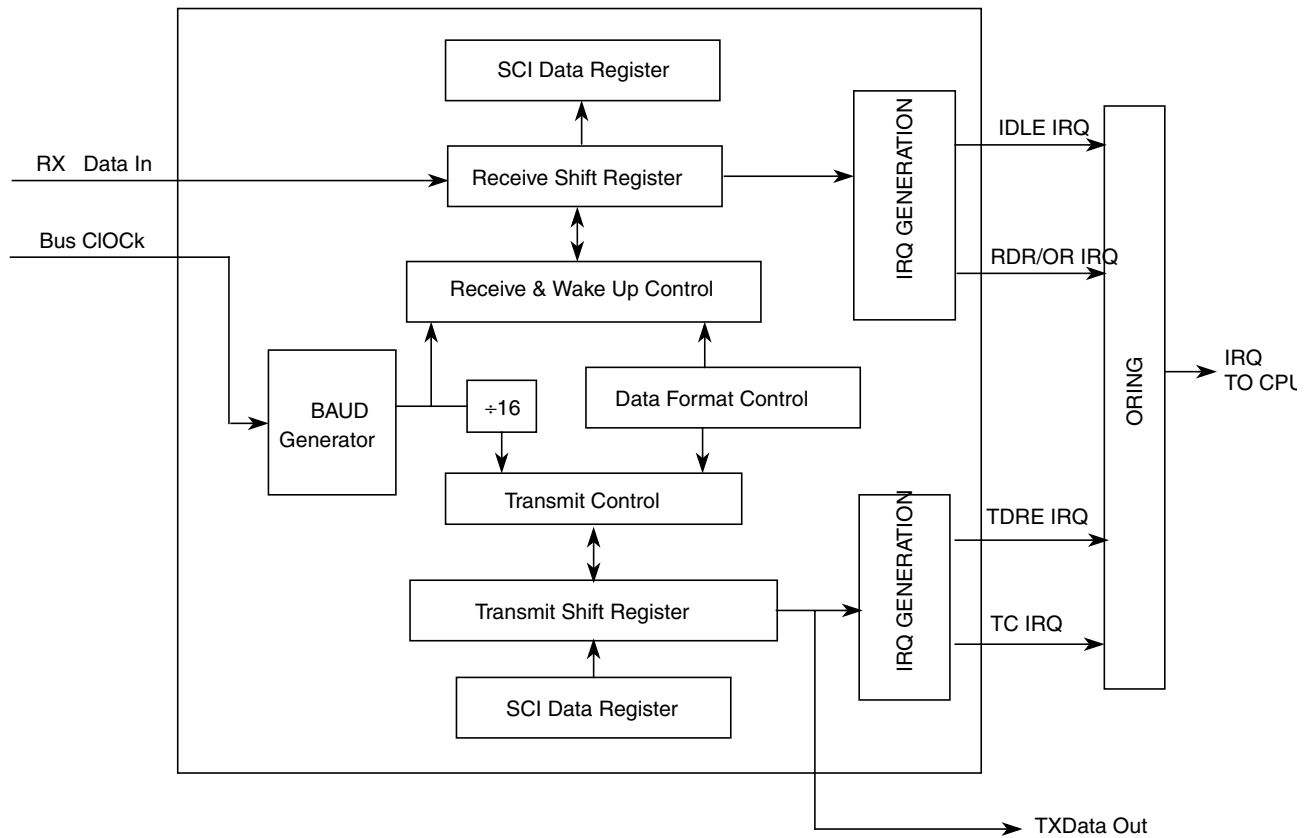 SCI Data Register
IRQ GENERATION
IDLE IRQ
RX Data In
Receive Shift Register
Bus ClOCk
RDR/OR IRQ
Receive & Wake Up Control
ORING
IRQ
TO CPU
BAUD
Generator
÷16
Data Format Control
Transmit Control
IRQ GENERATION
TDRE IRQ
Transmit Shift Register
TC IRQ
SCI Data Register
TXData Out